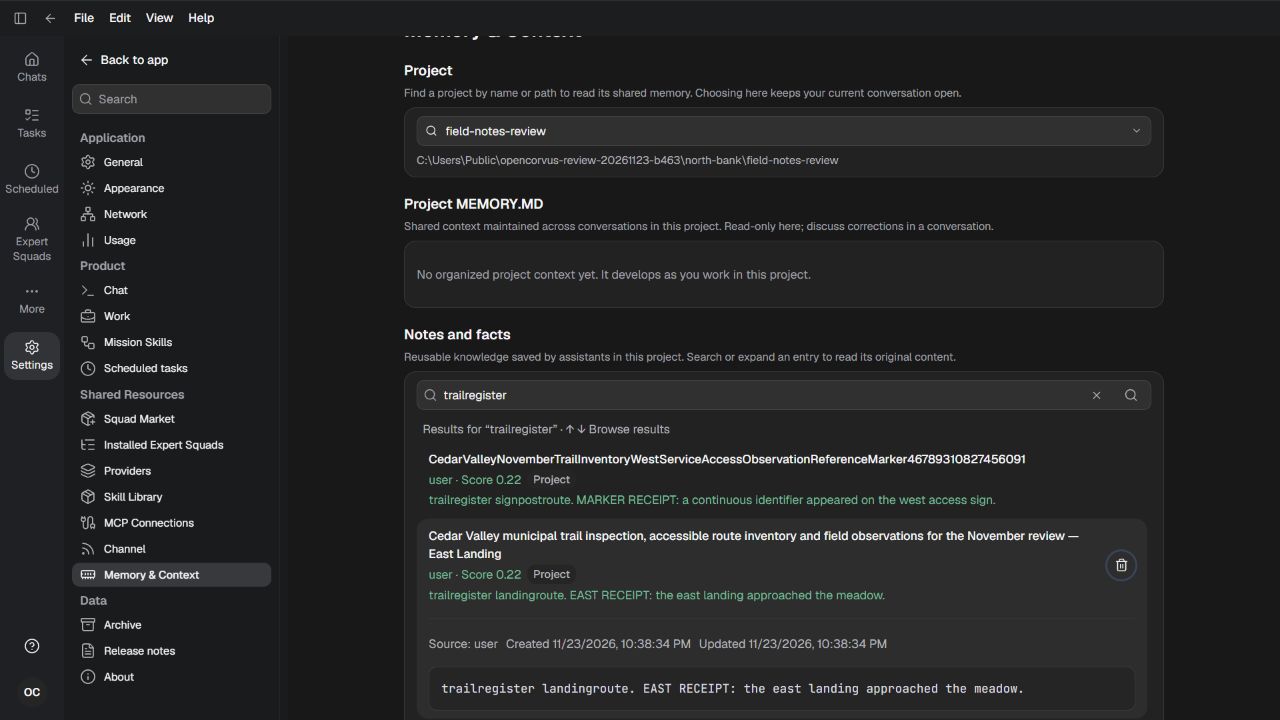 File Edit View Help
Chats
Tasks
Scheduled
Expert
Squads
More
Settings
OC
Back to app
Search
Application
General
Appearance
Network
Usage
Product
Chat
Work
Mission Skills
Scheduled tasks
Shared Resources
Squad Market
Installed Expert Squads
Providers
Skill Library
MCP Connections
Channel
Memory & Context
Data
Archive
Release notes
About
Memory & Context
Project
Find a project by name or path to read its shared memory. Choosing here keeps your current conversation open.
field-notes-review
C:\Users\Public\opencorvus-review-20261123-b463\north-bank\field-notes-review
Project MEMORY.MD
Shared context maintained across conversations in this project. Read-only here; discuss corrections in a conversation.
No organized project context yet. It develops as you work in this project.
Notes and facts
Reusable knowledge saved by assistants in this project. Search or expand an entry to read its original content.
trailregister
Results for “trailregister” · ↑ ↓ Browse results
CedarValleyNovemberTrailInventoryWestServiceAccessObservationReferenceMarker46789310827456091
user · Score 0.22 Project
trailregister signpostroute. MARKER RECEIPT: a continuous identifier appeared on the west access sign.
Cedar Valley municipal trail inspection, accessible route inventory and field observations for the November review —
East Landing
user · Score 0.22 Project
trailregister landingroute. EAST RECEIPT: the east landing approached the meadow.
Source: user Created 11/23/2026, 10:38:34 PM Updated 11/23/2026, 10:38:34 PM
trailregister landingroute. EAST RECEIPT: the east landing approached the meadow.